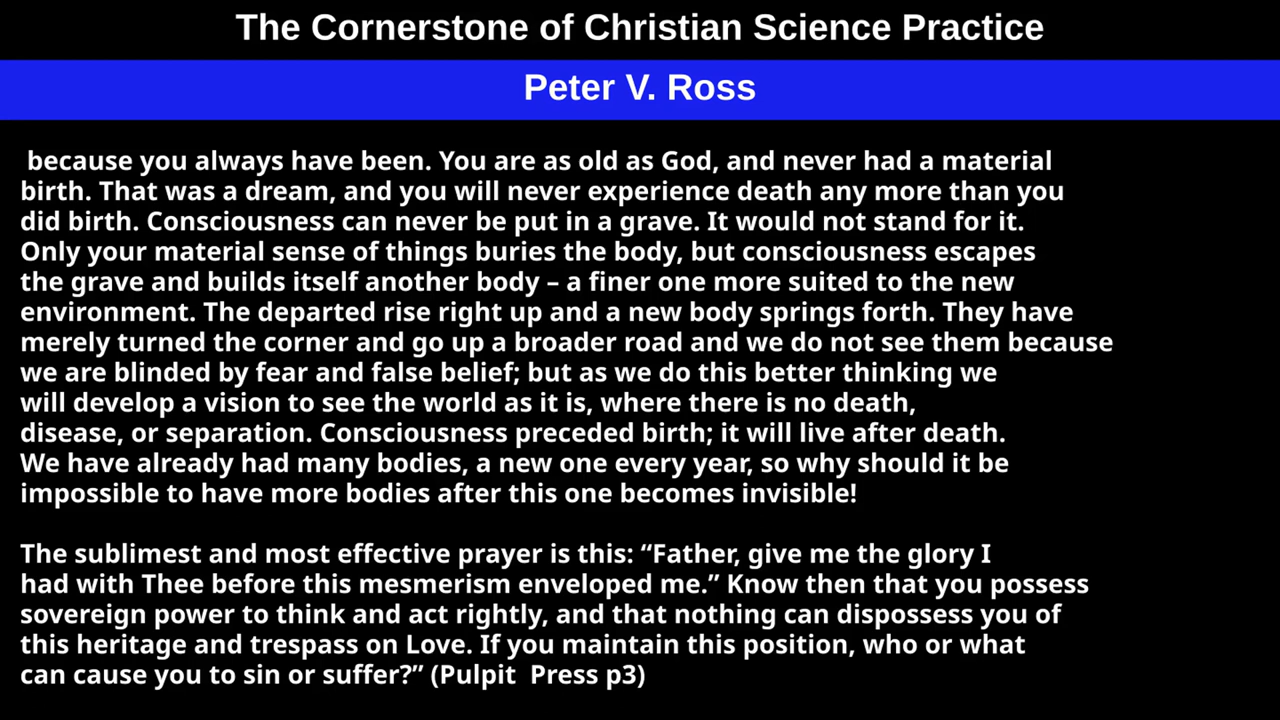 The Cornerstone of Christian Science Practice
Peter V. Ross
because you always have been. You are as old as God, and never had a material
birth. That was a dream, and you will never experience death any more than you
did birth. Consciousness can never be put in a grave. It would not stand for it.
Only your material sense of things buries the body, but consciousness escapes
the grave and builds itself another body – a finer one more suited to the new
environment. The departed rise right up and a new body springs forth. They have
merely turned the corner and go up a broader road and we do not see them because
we are blinded by fear and false belief; but as we do this better thinking we
will develop a vision to see the world as it is, where there is no death,
disease, or separation. Consciousness preceded birth; it will live after death.
We have already had many bodies, a new one every year, so why should it be
impossible to have more bodies after this one becomes invisible!
The sublimest and most effective prayer is this: “Father, give me the glory I
had with Thee before this mesmerism enveloped me.” Know then that you possess
sovereign power to think and act rightly, and that nothing can dispossess you of
this heritage and trespass on Love. If you maintain this position, who or what
can cause you to sin or suffer?” (Pulpit  Press p3)